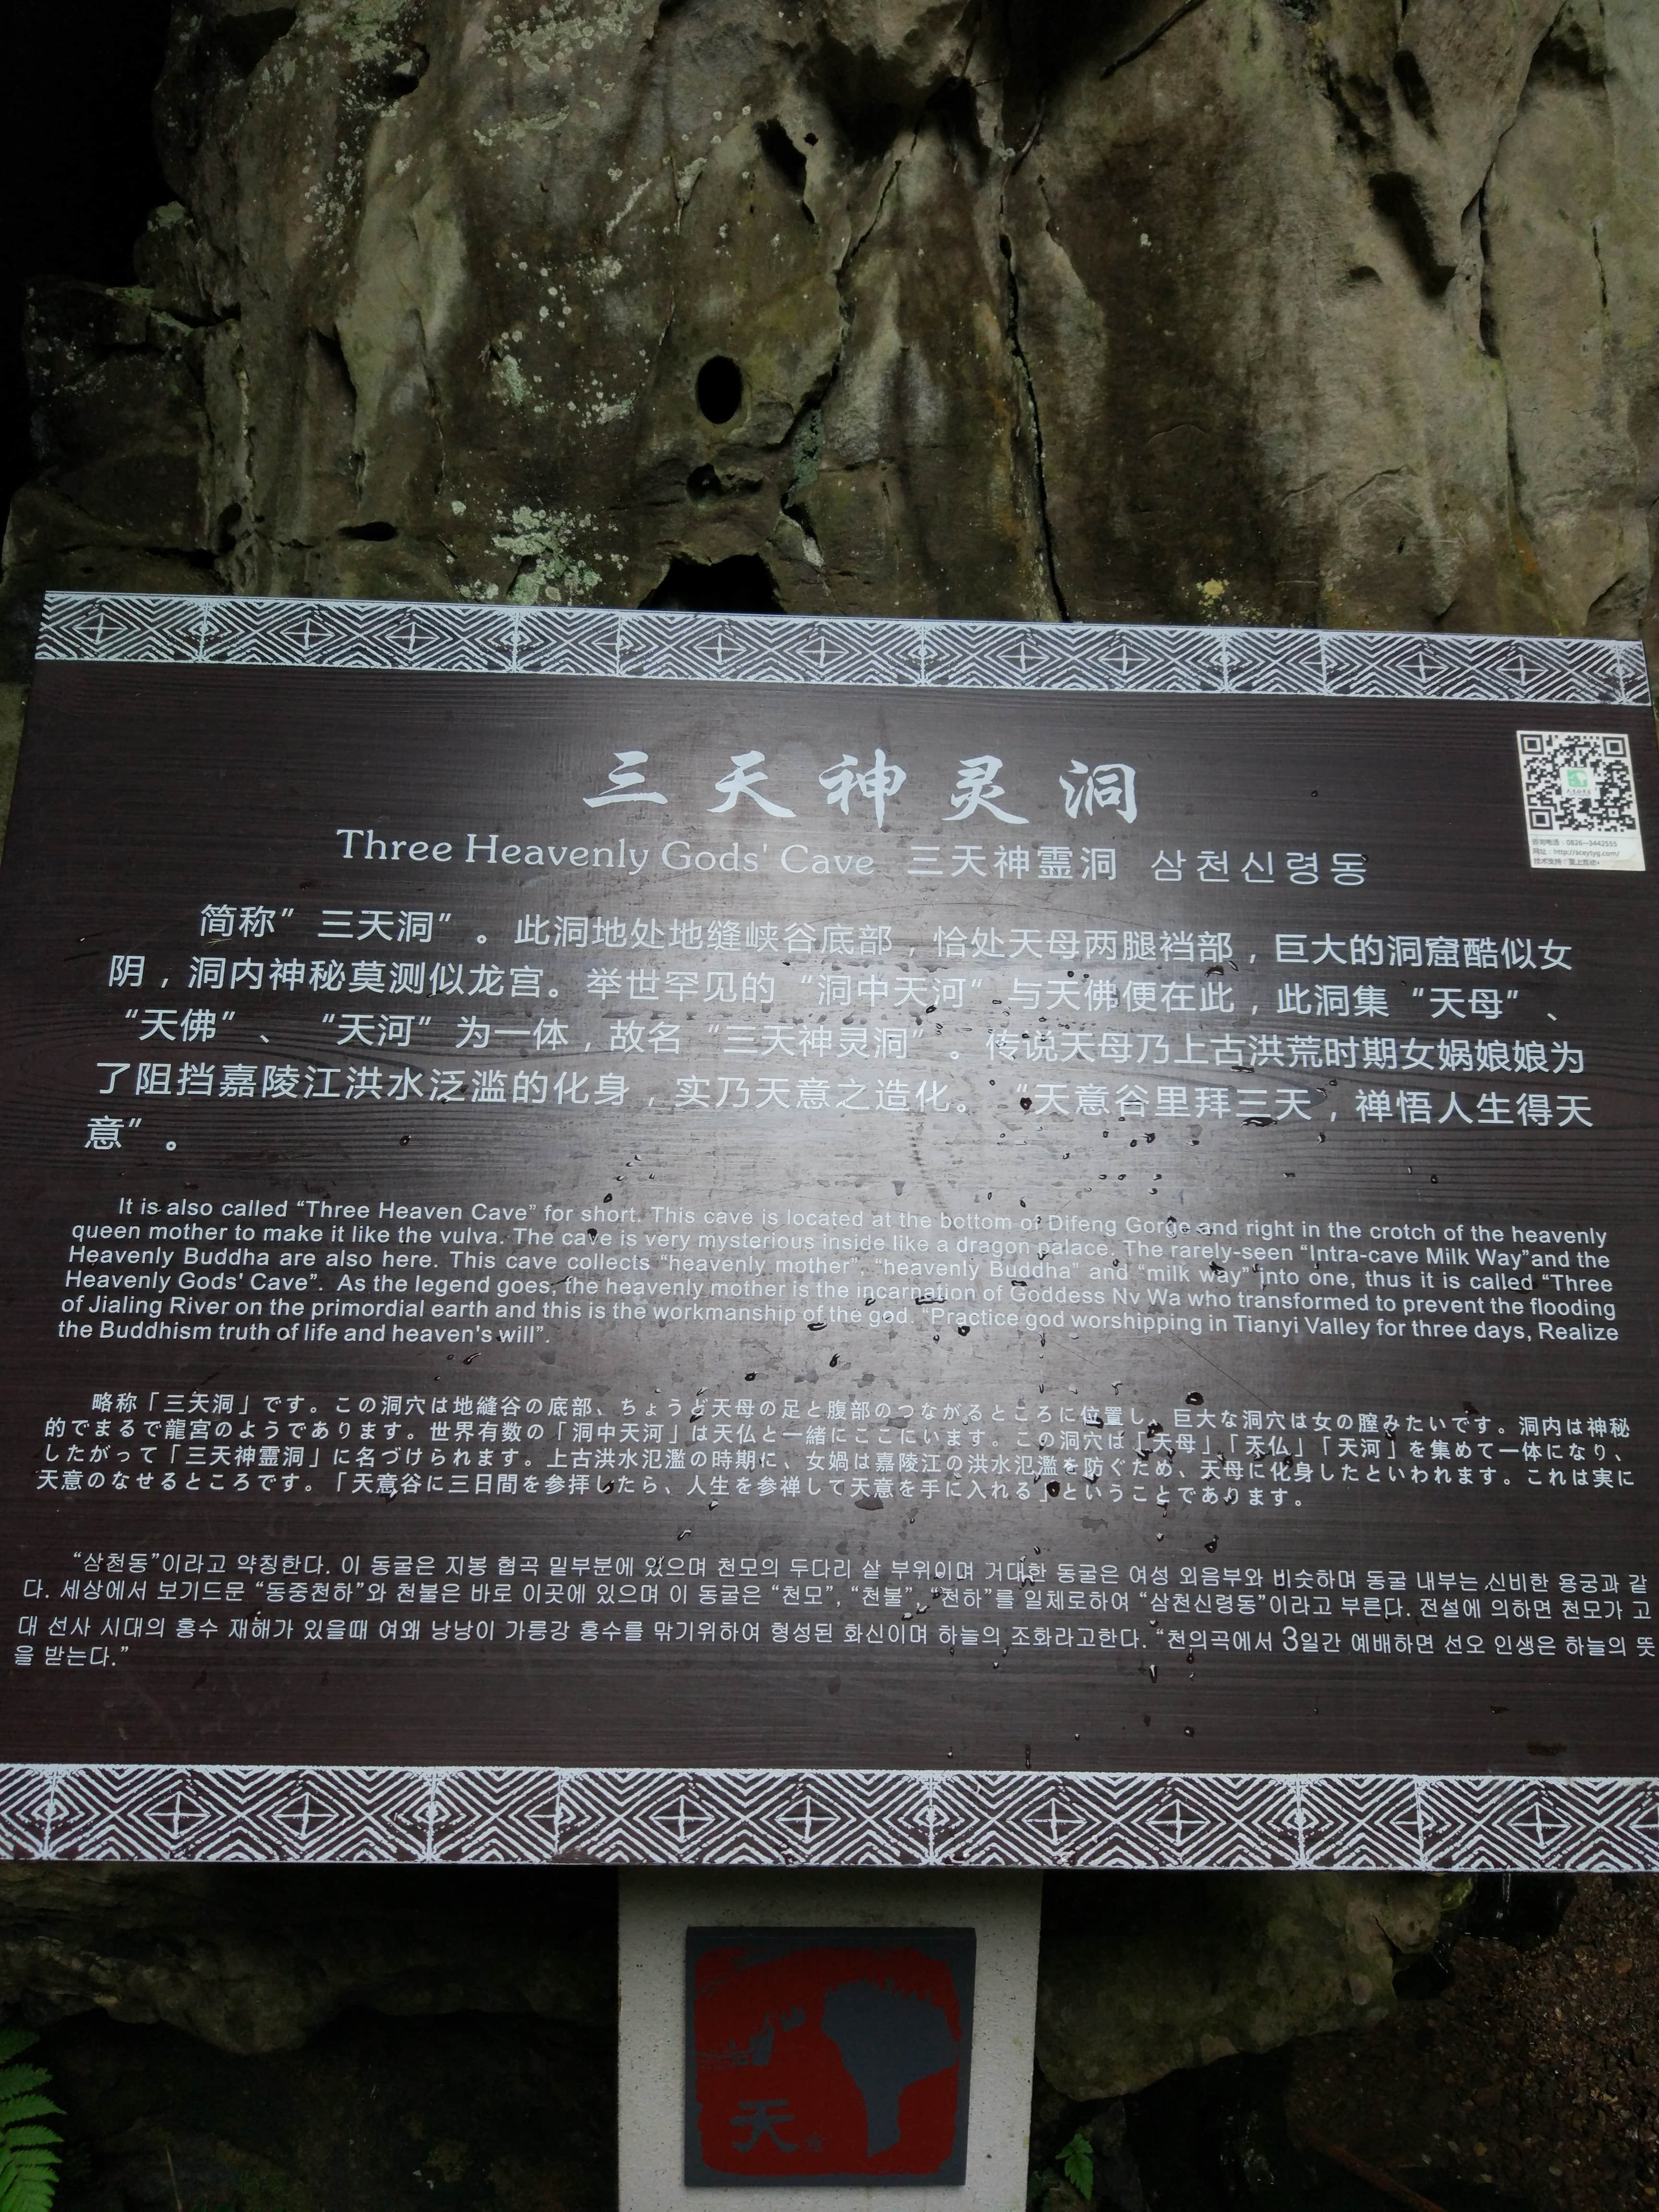 三天神灵洞
Three Heavenly Gods' Cave 三天神靈洞 삼천신령동
咨询电话：0826--3442555
简称”三天洞”。此洞地处地缝峡谷底部，恰处天母两腿裆部，巨大的洞窟酷似女
阴，洞内神秘莫测似龙宫。举世罕见的“洞中天河”与天佛便在此，此洞集“天母”、
“天佛”、“天河”为一体，故名“三天神灵洞”。传说天母乃上古洪荒时期女娲娘娘为
了阻挡嘉陵江洪水泛滥的化身，实乃天意之造化。“天意谷里拜三天，禅悟人生得天
意”。
It is also called “Three Heaven Cave” for short. This cave is located at the bottom of Difeng Gorge and right in the crotch of the heavenly
queen mother to make it like the vulva. The cave is very mysterious inside like a dragon palace. The rarely-seen “Intra-cave Milk Way”and the
Heavenly Buddha are also here. This cave collects “heavenly mother”, “heavenly Buddha” and “milk way” into one, thus it is called “Three
Heavenly Gods' Cave”. As the legend goes, the heavenly mother is the incarnation of Goddess Nv Wa who transformed to prevent the flooding
of Jialing River on the primordial earth and this is the workmanship of the god. “Practice god worshipping in Tianyi Valley for three days, Realize
the Buddhism truth of life and heaven's will”.
略称「三天洞」です。この洞穴は地縫谷の底部、ちょうど天母の足と腹部のつながるところに位置し、巨大な洞穴は女の膣みたいです。洞内は神秘
的でまるで龍宮のようであります。世界有数の「洞中天河」は天仏と一緒にここにいます。この洞穴は「天母」「天仏」「天河」を集めて一体になり、
したがって「三天神霊洞」に名づけられます。上古洪水氾濫の時期に、女媧は嘉陵江の洪水氾濫を防ぐため、天母に化身したといわれます。これは実に
天意のなせるところです。「天意谷に三日間を参拝したら、人生を参禅して天意を手に入れる」ということであります。
“삼천동”이라고 약칭한다. 이 동굴은 지봉 협곡 밑부분에 있으며 천모의 두다리 샅 부위이며 거대한 동굴은 여성 외음부와 비슷하며 동굴 내부는 신비한 용궁과 같
다. 세상에서 보기드문 “동중천하”와 천불은 바로 이곳에 있으며 이 동굴은 “천모”, “천불”, “천하”를 일체로하여 “삼천신령동”이라고 부른다. 전설에 의하면 천모가 고
대 선사 시대의 홍수 재해가 있을때 여왜 낭낭이 가릉강 홍수를 막기위하여 형성된 화신이며 하늘의 조화라고한다. “천의곡에서 3일간 예배하면 선오 인생은 하늘의 뜻
을 받는다.”
天